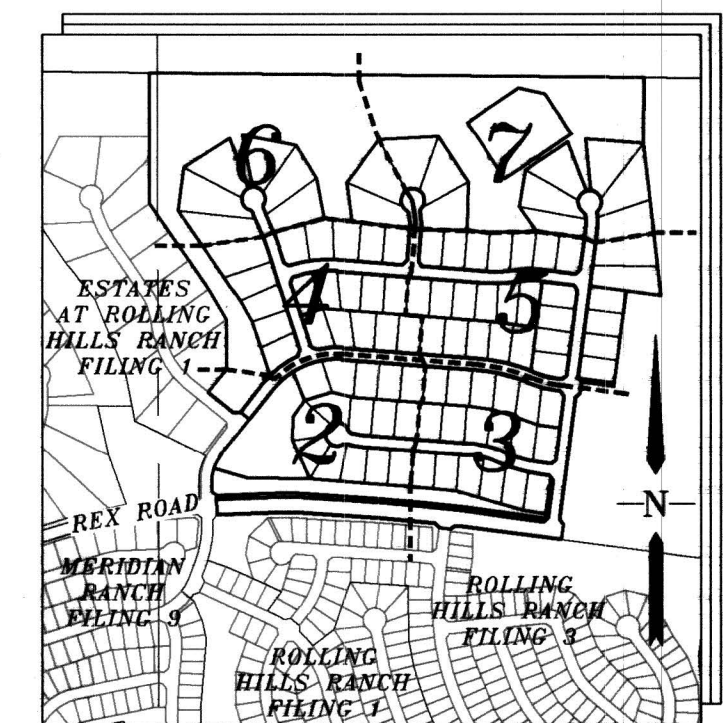 6
7
ESTATES
AT ROLLING
HILLS RANCH
FILING 1
4
5
2
3
N
REX ROAD
MERIDIAN
RANCH
FILING 9
ROLLING
HILLS RANCH
FILING 3
ROLLING
HILLS RANCH
FILING 1